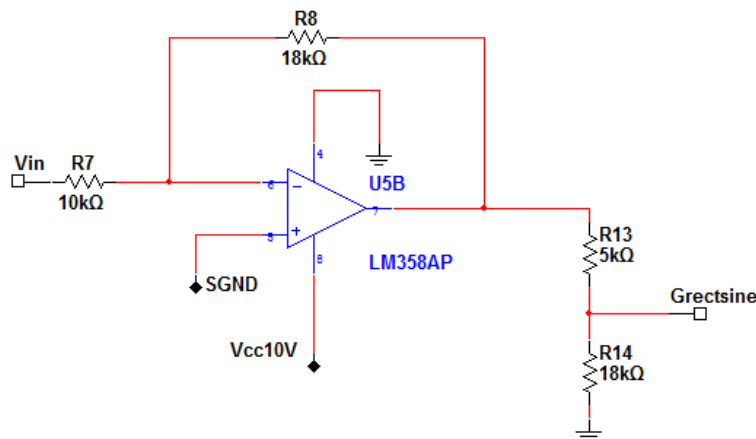 R8
18kΩ
4
Vin
R7
10kΩ
6
U5B
7
5
8
LM358AP
SGND
R13
5kΩ
Grectsine
Vcc10V
R14
18kΩ